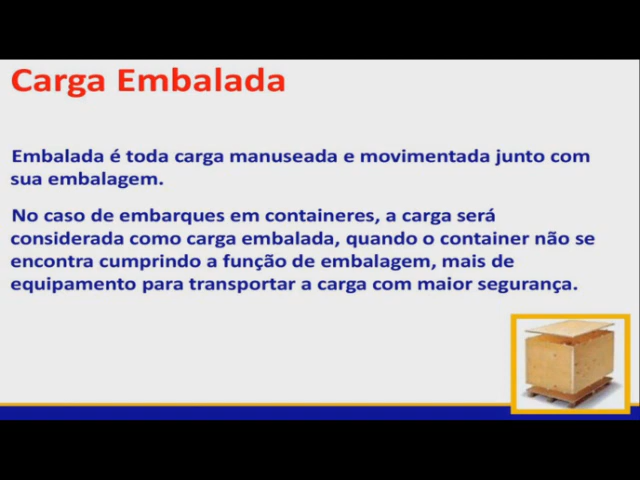 Carga Embalada
Embalada é toda carga manuseada e movimentada junto com
sua embalagem.
No caso de embarques em containeres, a carga será
considerada como carga embalada, quando o container não se
encontra cumprindo a função de embalagem, mais de
equipamento para transportar a carga com maior segurança.